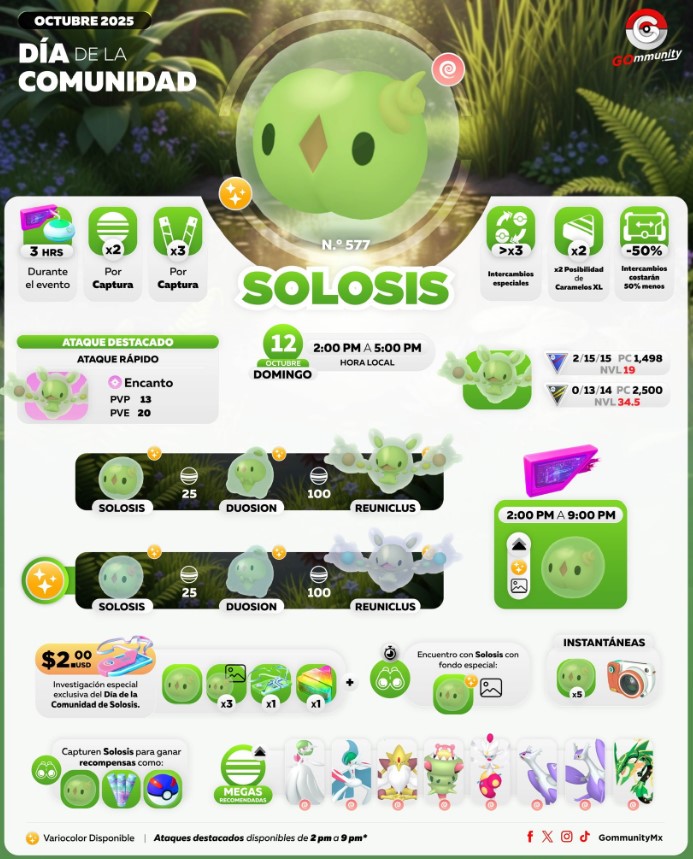 OCTUBRE 2025
DÍA DE LA
COMUNIDAD
GOmmunity
3 HRS
Durante
el evento
x2
Por
Captura
x3
Por
Captura
N.º 577
SOLOSIS
>x3
Intercambios
especiales
x2
x2 Posibilidad
de
Caramelos XL
-50%
Intercambios
costarán
50% menos
ATAQUE DESTACADO
ATAQUE RÁPIDO
Encanto
PVP 13
PVE 20
12
OCTUBRE
DOMINGO
2:00 PM A 5:00 PM
HORA LOCAL
2/15/15 PC 1,498
NVL 19
0/13/14 PC 2,500
NVL 34.5
SOLOSIS
25
DUOSION
100
REUNICLUS
SOLOSIS
25
DUOSION
100
REUNICLUS
2:00 PM A 9:00 PM
$2.00 USD
Investigación especial
exclusiva del Día de la
Comunidad de Solosis.
x3
x1
x1
+
Encuentro con Solosis con
fondo especial:
INSTANTÁNEAS
x5
Capturen Solosis para ganar
recompensas como:
MEGAS
RECOMENDADAS
Variocolor Disponible | Ataques destacados disponibles de 2 pm a 9 pm*
GommunityMx